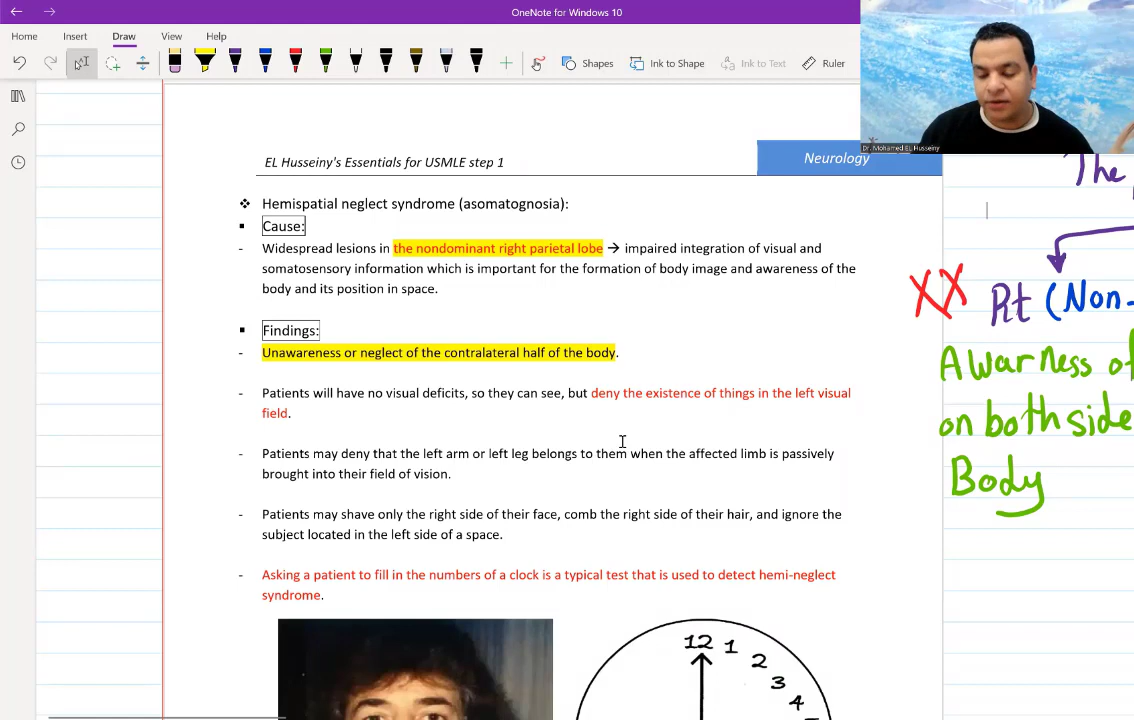 OneNote for Windows 10
Home Insert Draw View Help
Shapes Ink to Shape Ink to Text Ruler
Dr. Mohamed EL Husseiny
EL Husseiny's Essentials for USMLE step 1
Neurology
The
❖ Hemispatial neglect syndrome (asomatognosia):
▪ Cause:
- Widespread lesions in the nondominant right parietal lobe → impaired integration of visual and
somatosensory information which is important for the formation of body image and awareness of the
body and its position in space.
▪ Findings:
- Unawareness or neglect of the contralateral half of the body.
- Patients will have no visual deficits, so they can see, but deny the existence of things in the left visual
field.
- Patients may deny that the left arm or left leg belongs to them when the affected limb is passively
brought into their field of vision.
- Patients may shave only the right side of their face, comb the right side of their hair, and ignore the
subject located in the left side of a space.
- Asking a patient to fill in the numbers of a clock is a typical test that is used to detect hemi-neglect
syndrome.
12 1
2
3
4
XX Rt (Non-
Awarness of
on both side
Body